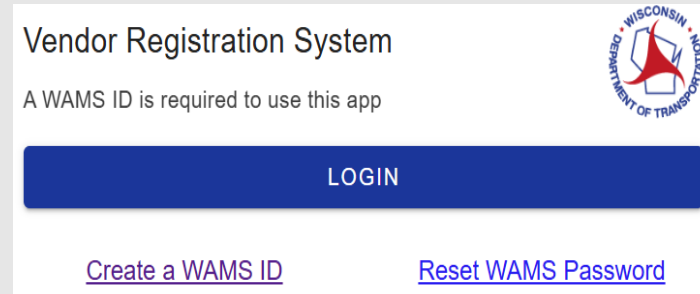 Vendor Registration System
WISCONSIN
DEPARTMENT OF TRANSPORTATION
A WAMS ID is required to use this app
LOGIN
Create a WAMS ID Reset WAMS Password